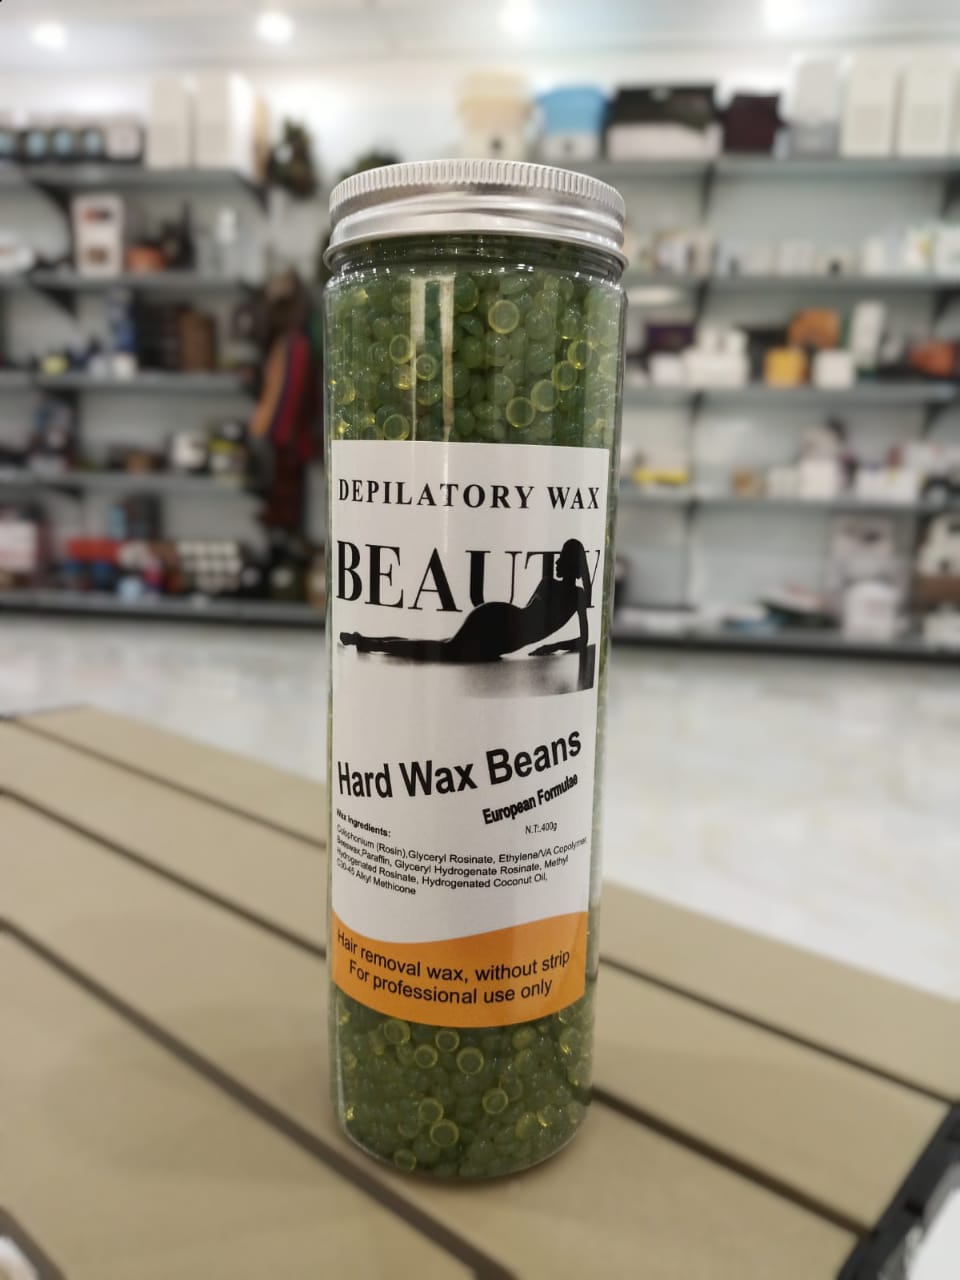 DEPILATORY WAX
BEAUTY
Hard Wax Beans
European Formulae
N.T.:400g
Wax Ingredients:
Colophonium (Rosin),Glyceryl Rosinate, Ethylene/VA Copolymer,
Beeswax,Paraffin, Glyceryl Hydrogenate Rosinate, Methyl
Hydrogenated Rosinate, Hydrogenated Coconut Oil,
C30-45 Alkyl Methicone
Hair removal wax, without strip
For professional use only